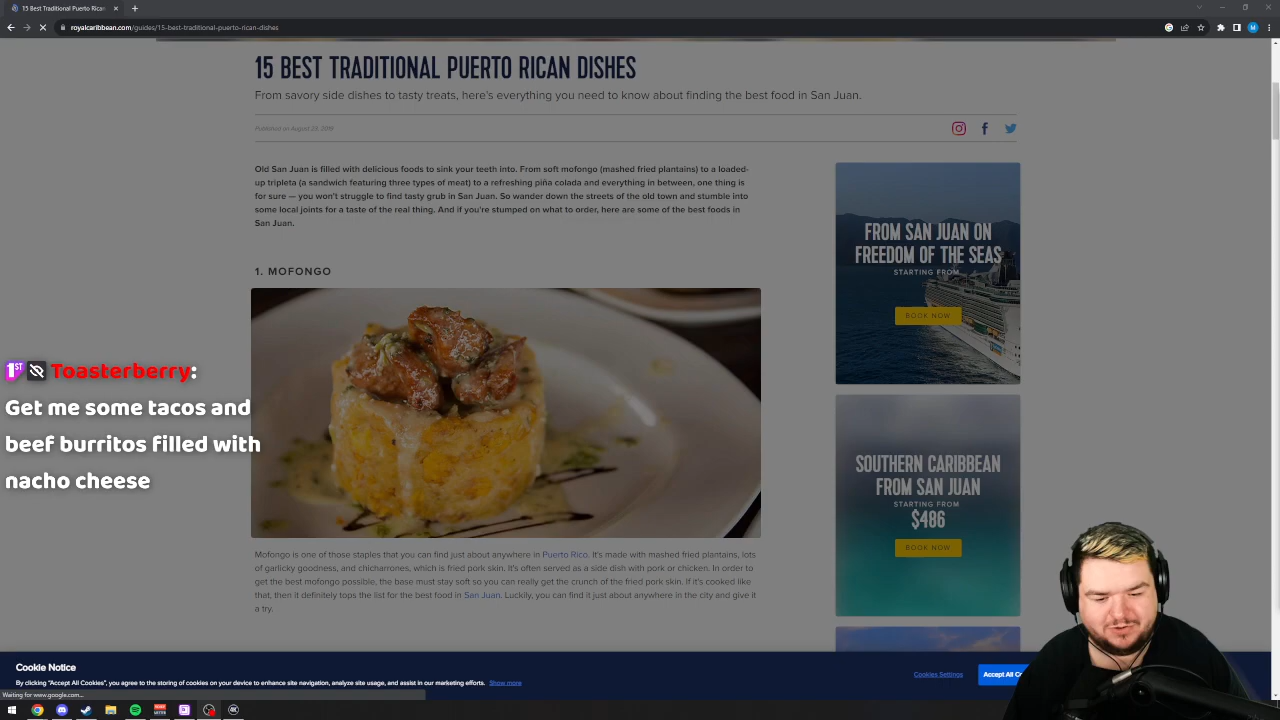 15 Best Traditional Puerto Rican
royalcaribbean.com/guides/15-best-traditional-puerto-rican-dishes
15 BEST TRADITIONAL PUERTO RICAN DISHES
From savory side dishes to tasty treats, here's everything you need to know about finding the best food in San Juan.
Published on August
Old San Juan is filled with delicious foods to sink your teeth into. From soft mofongo (mashed fried plantains) to a loaded-
up tripleta (a sandwich featuring three types of meat) to a refreshing piña colada and everything in between, one thing is
for sure — you won't struggle to find tasty grub in San Juan. So wander down the streets of the old town and stumble into
some local joints for a taste of the real thing. And if you're stumped on what to order, here are some of the best foods in
San Juan.
1. MOFONGO
1ST Toasterberry:
Get me some tacos and
beef burritos filled with
nacho cheese
Mofongo is one of those staples that you can find just about anywhere in Puerto Rico. It's made with mashed fried plantains, lots
of garlicky goodness, and chicharrones, which is fried pork skin. It's often served as a side dish with pork or chicken. In order to
get the best mofongo possible, the base must stay soft so you can really get the crunch of the fried pork skin. If it's cooked like
that, then it definitely tops the list for the best food in San Juan. Luckily, you can find it just about anywhere in the city and give it
a try.
FROM SAN JUAN ON
FREEDOM OF THE SEAS
STARTING FROM
BOOK NOW
SOUTHERN CARIBBEAN
FROM SAN JUAN
STARTING FROM
$486
BOOK NOW
Cookie Notice
By clicking "Accept All Cookies", you agree to the storing of cookies on your device to enhance site navigation, analyze site usage, and assist in our marketing efforts. Show more
Cookies Settings
Accept All Co
Waiting for www.google.com...